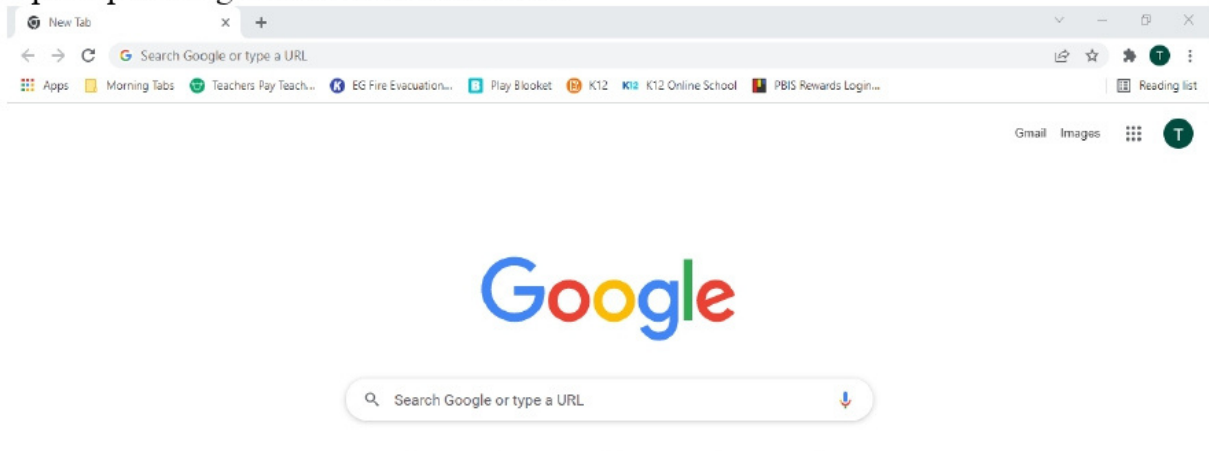 New Tab
Search Google or type a URL
Apps Morning Tabs Teachers Pay Teach... EG Fire Evacuation... Play Blooket K12 K12 Online School PBIS Rewards Login... Reading list
Gmail Images T
Google
Search Google or type a URL